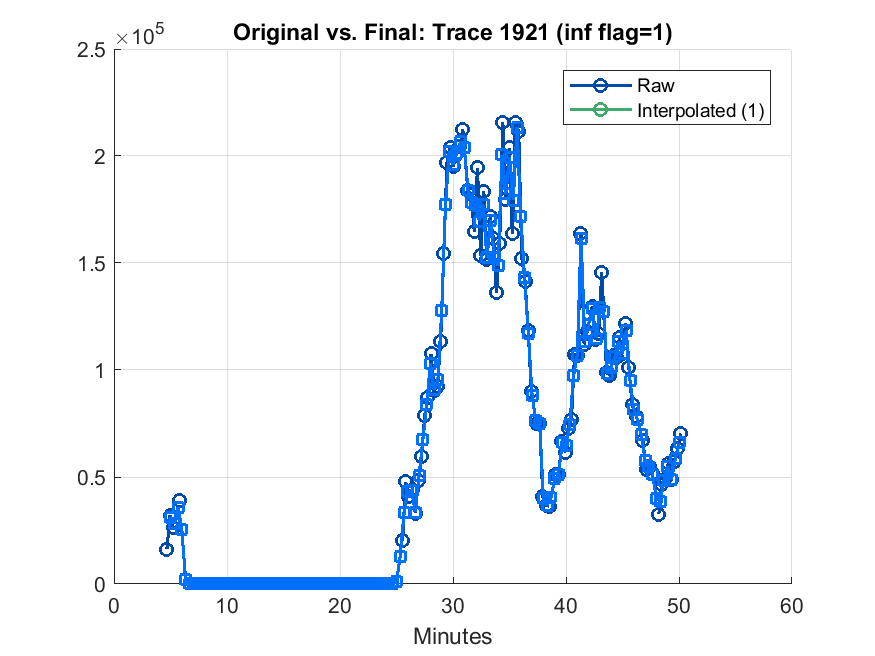 Original vs. Final: Trace 1921 (inf flag=1)
×10⁵
2.5
2
1.5
1
0.5
0
Raw
Interpolated (1)
0 10 20 30 40 50 60
Minutes